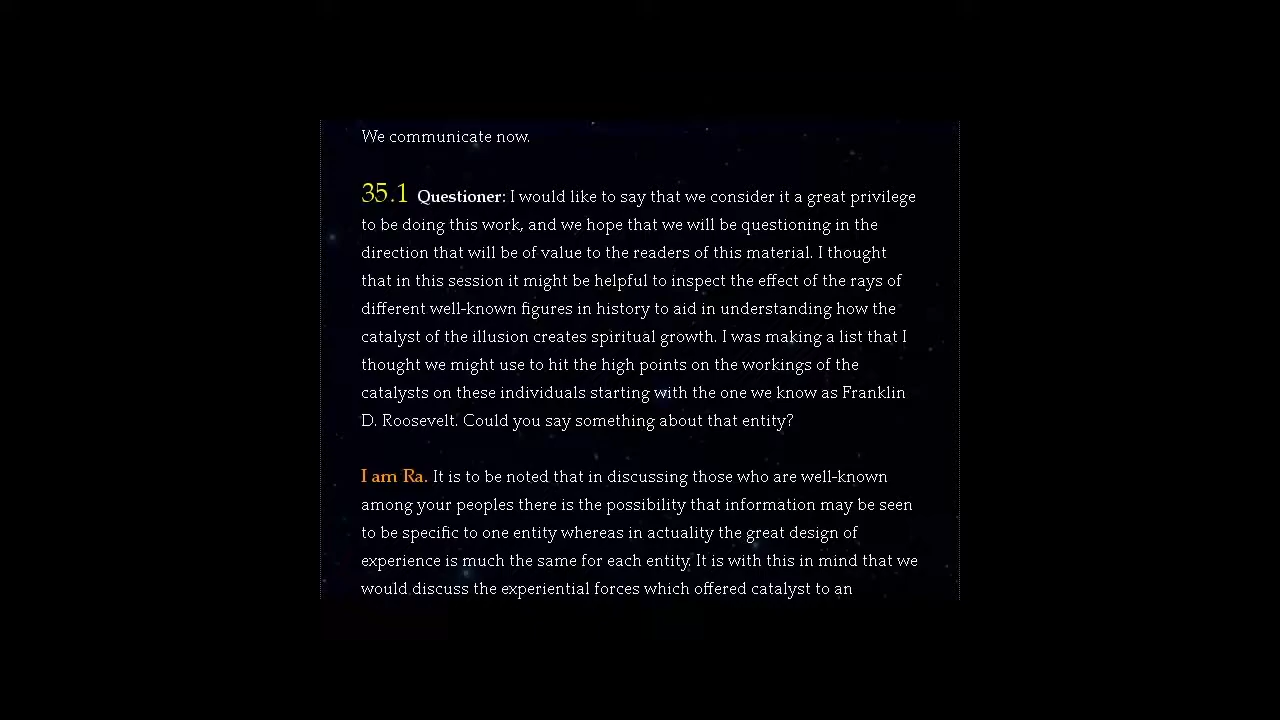 We communicate now.
35.1 Questioner: I would like to say that we consider it a great privilege
to be doing this work, and we hope that we will be questioning in the
direction that will be of value to the readers of this material. I thought
that in this session it might be helpful to inspect the effect of the rays of
different well-known figures in history to aid in understanding how the
catalyst of the illusion creates spiritual growth. I was making a list that I
thought we might use to hit the high points on the workings of the
catalysts on these individuals starting with the one we know as Franklin
D. Roosevelt. Could you say something about that entity?
I am Ra. It is to be noted that in discussing those who are well-known
among your peoples there is the possibility that information may be seen
to be specific to one entity whereas in actuality the great design of
experience is much the same for each entity. It is with this in mind that we
would discuss the experiential forces which offered catalyst to an